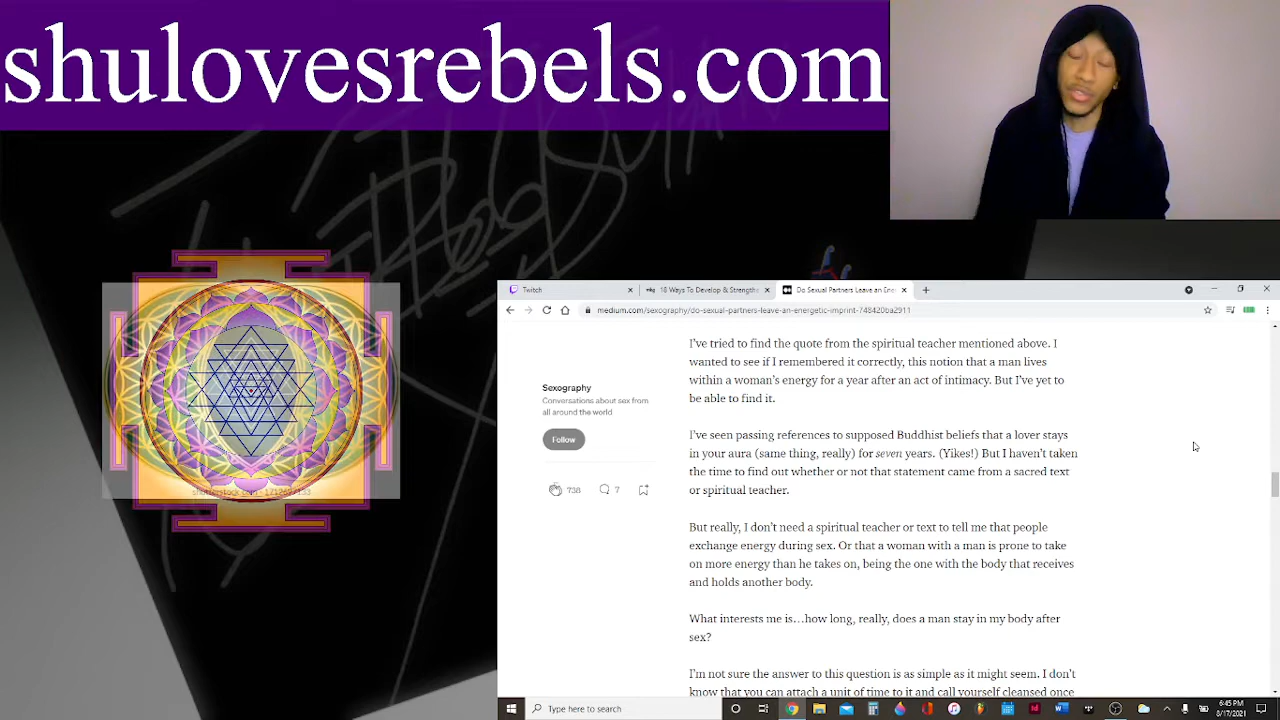 shulovesrebels.com
Twitch
18 Ways To Develop & Strengthe
Do Sexual Partners Leave an Ene
medium.com/sexography/do-sexual-partners-leave-an-energetic-imprint-748420ba2911
I've tried to find the quote from the spiritual teacher mentioned above. I
wanted to see if I remembered it correctly, this notion that a man lives
within a woman's energy for a year after an act of intimacy. But I've yet to
be able to find it.
Sexography
Conversations about sex from
all around the world
Follow
738
7
I've seen passing references to supposed Buddhist beliefs that a lover stays
in your aura (same thing, really) for seven years. (Yikes!) But I haven't taken
the time to find out whether or not that statement came from a sacred text
or spiritual teacher.
But really, I don't need a spiritual teacher or text to tell me that people
exchange energy during sex. Or that a woman with a man is prone to take
on more energy than he takes on, being the one with the body that receives
and holds another body.
What interests me is…how long, really, does a man stay in my body after
sex?
I'm not sure the answer to this question is as simple as it might seem. I don't
know that you can attach a unit of time to it and call yourself cleansed once
Type here to search
6:45 PM
8/17/2021